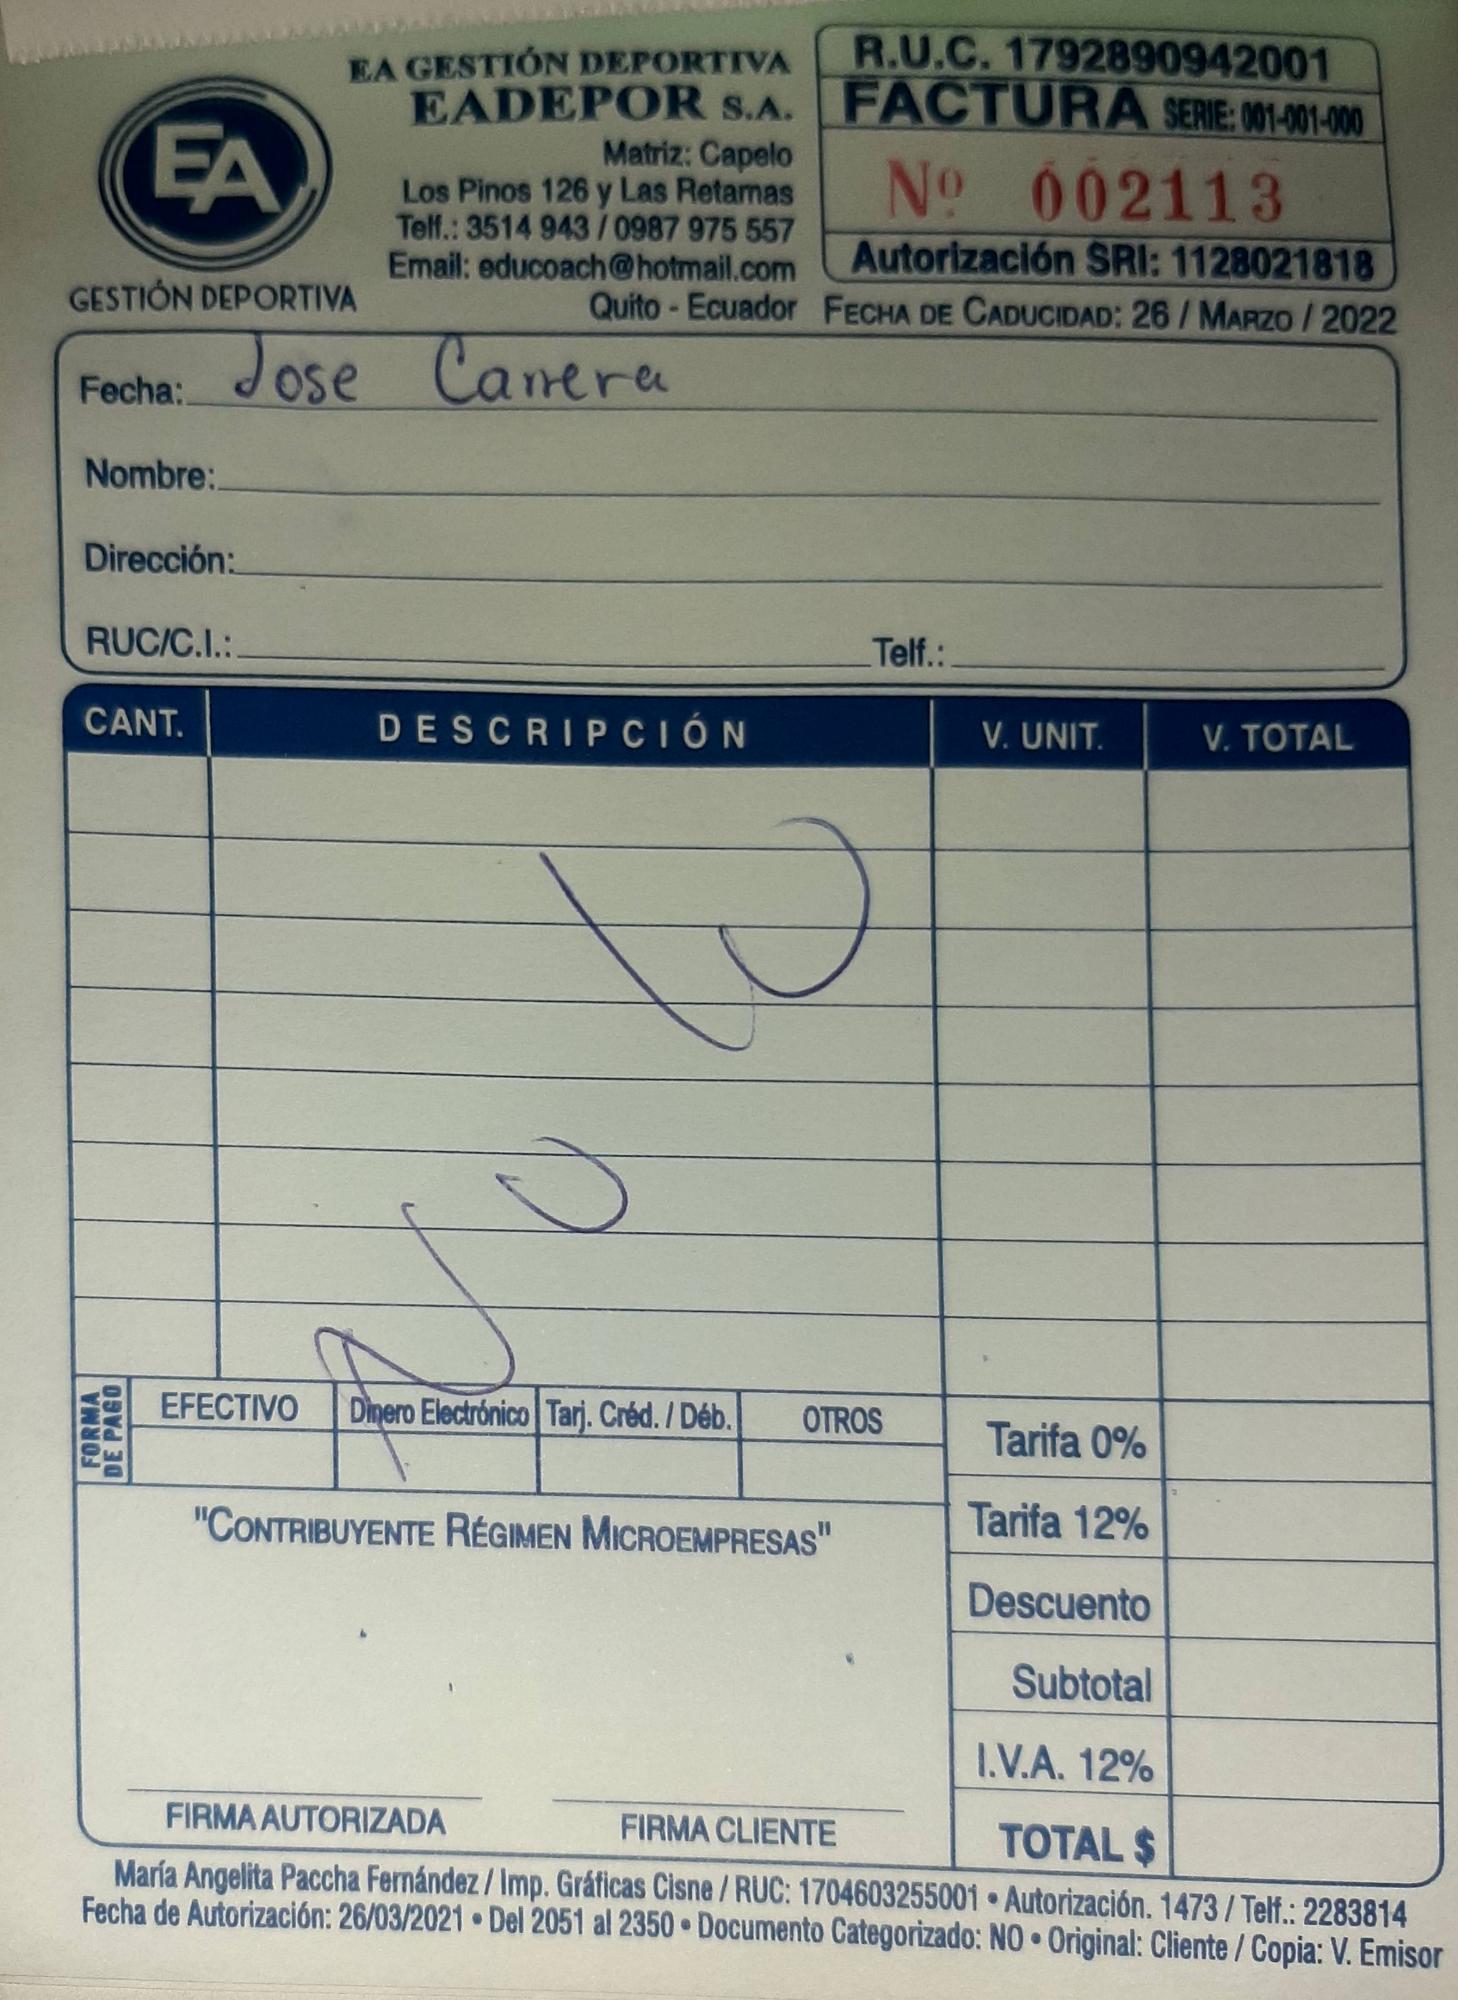 EA GESTIÓN DEPORTIVA
EADEPOR S.A.
Matriz: Capelo
Los Pinos 126 y Las Retamas
Telf.: 3514 943 / 0987 975 557
Email: educoach@hotmail.com
Quito - Ecuador
EA
GESTIÓN DEPORTIVA
R.U.C. 1792890942001
FACTURA SERIE: 001-001-000
Nº 002113
Autorización SRI: 1128021818
FECHA DE CADUCIDAD: 26 / MARZO / 2022
Fecha: Jose Carrera
Nombre:
Dirección:
RUC/C.I.: Telf.:
CANT. DESCRIPCIÓN V. UNIT. V. TOTAL
FORMA DE PAGO
EFECTIVO Dinero Electrónico Tarj. Créd. / Déb. OTROS
"CONTRIBUYENTE RÉGIMEN MICROEMPRESAS"
Tarifa 0%
Tarifa 12%
Descuento
Subtotal
I.V.A. 12%
TOTAL $
FIRMA AUTORIZADA FIRMA CLIENTE
María Angelita Paccha Fernández / Imp. Gráficas Cisne / RUC: 1704603255001 • Autorización. 1473 / Telf.: 2283814
Fecha de Autorización: 26/03/2021 • Del 2051 al 2350 • Documento Categorizado: NO • Original: Cliente / Copia: V. Emisor